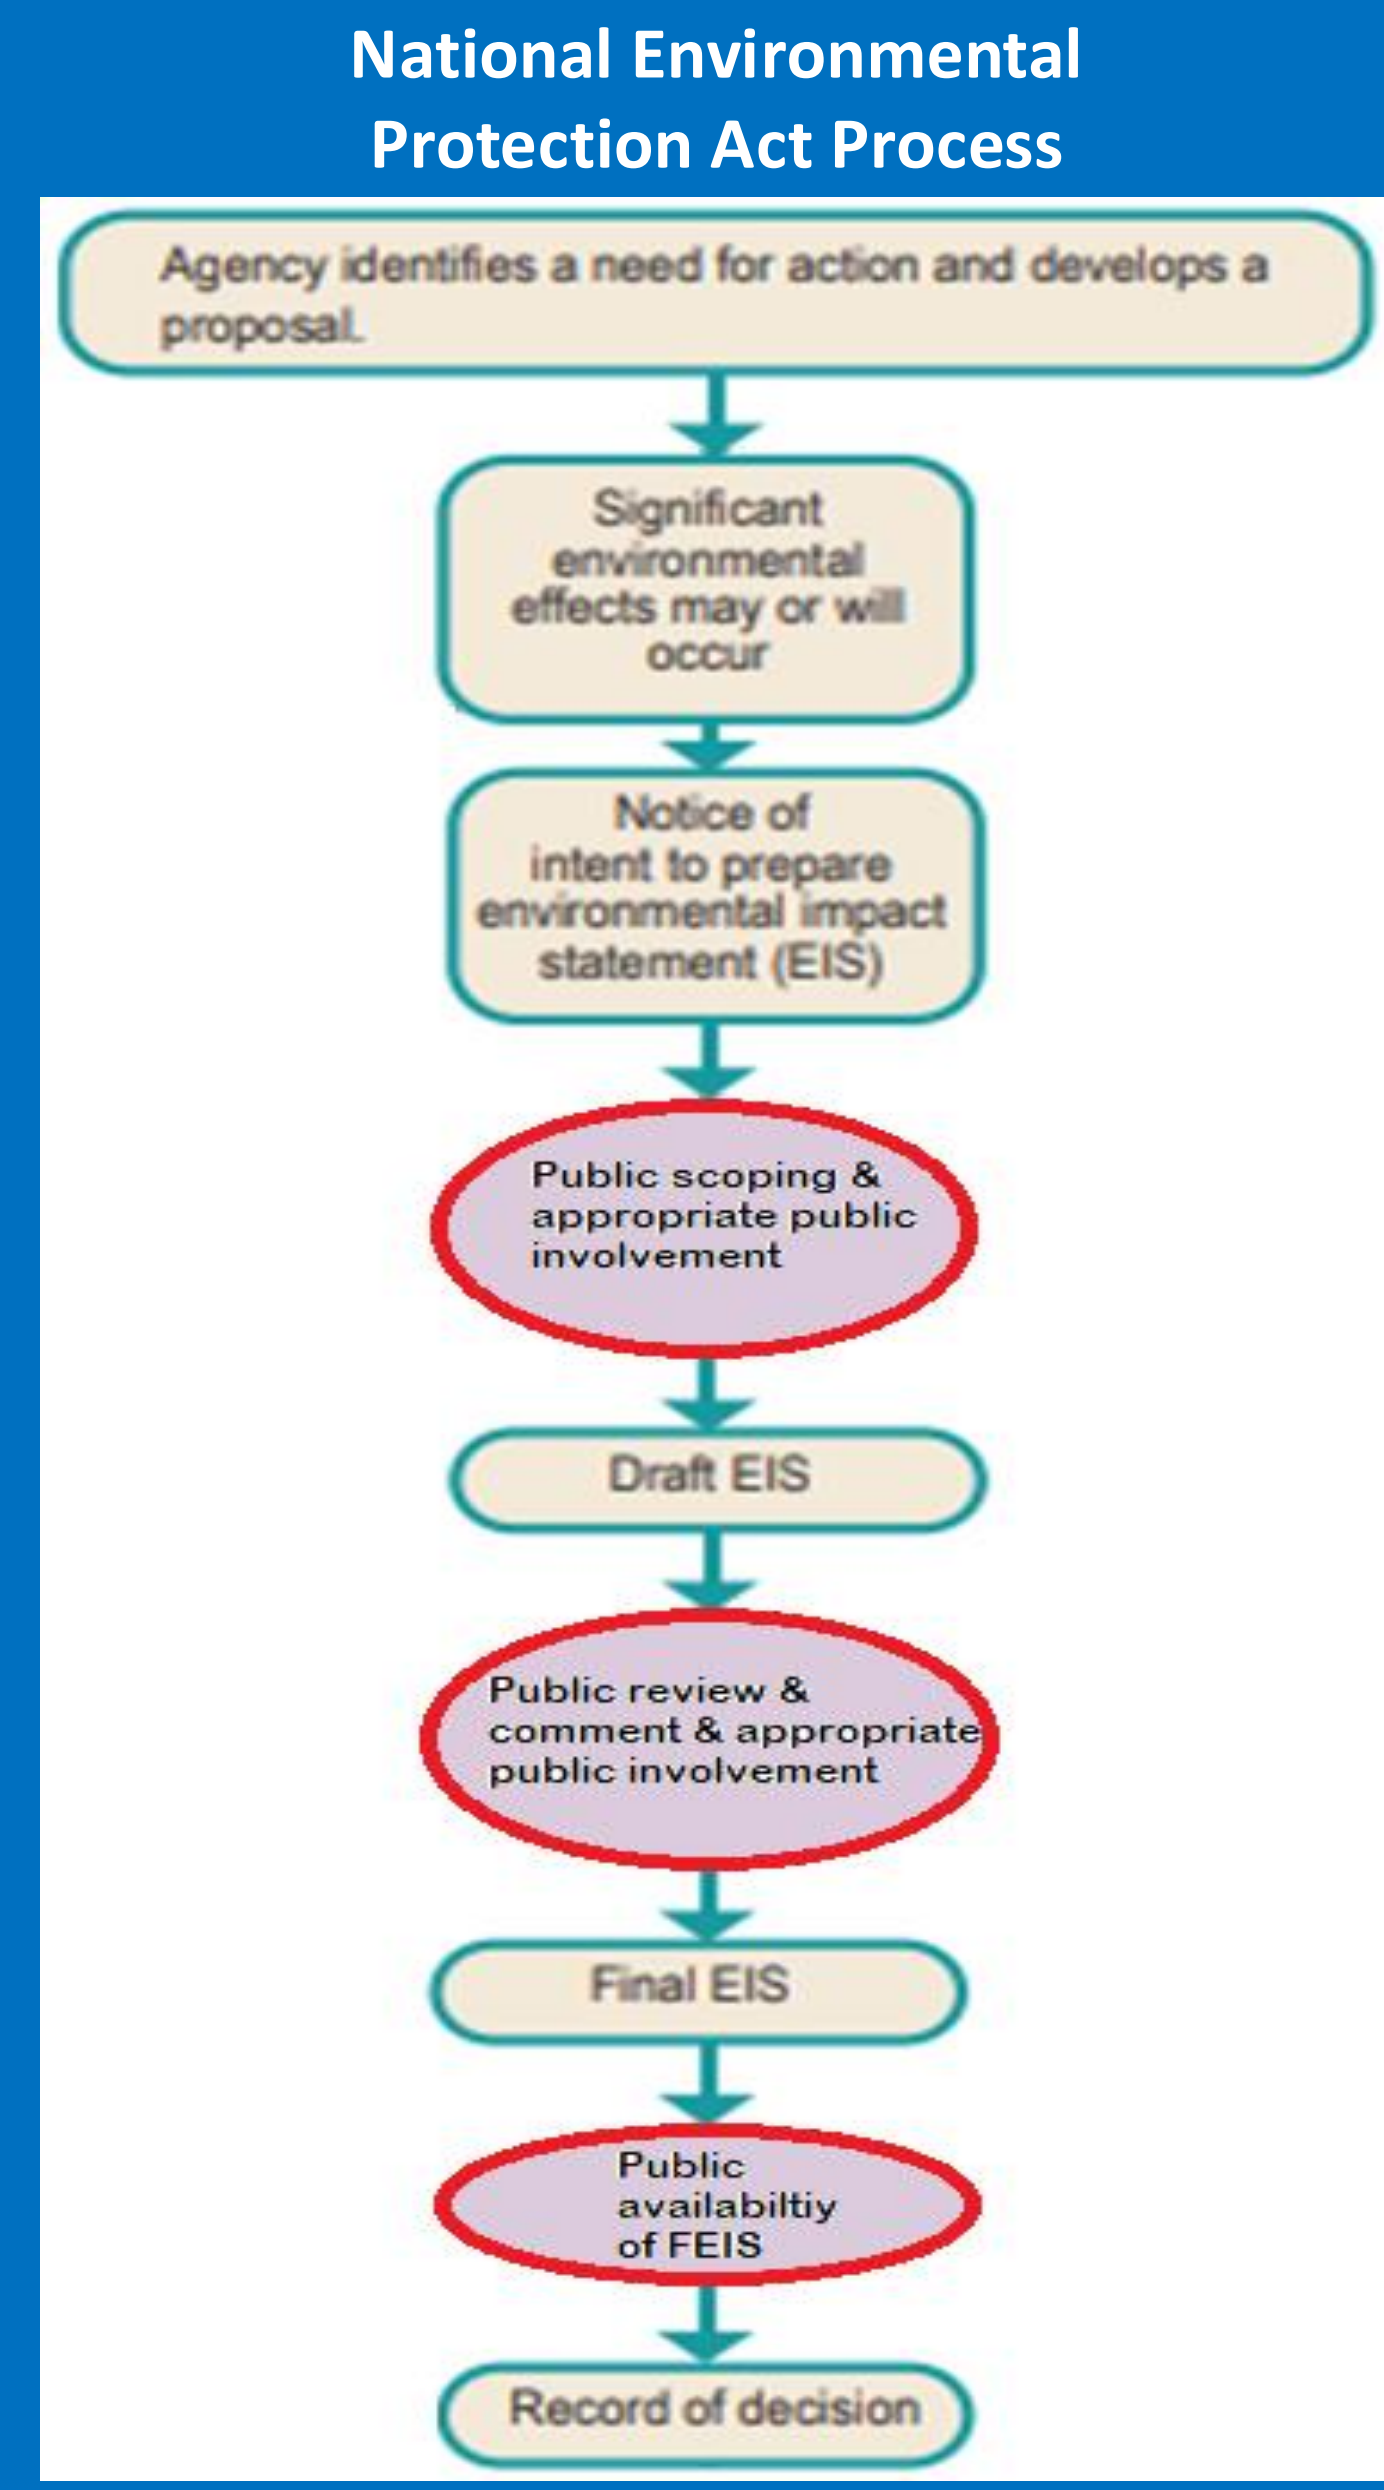 National Environmental
Protection Act Process
Agency identifies a need for action and develops a
proposal.
Significant
environmental
effects may or will
occur
Notice of
intent to prepare
environmental impact
statement (EIS)
Public scoping &
appropriate public
involvement
Draft EIS
Public review &
comment & appropriate
public involvement
Final EIS
Public
availabiltiy
of FEIS
Record of decision